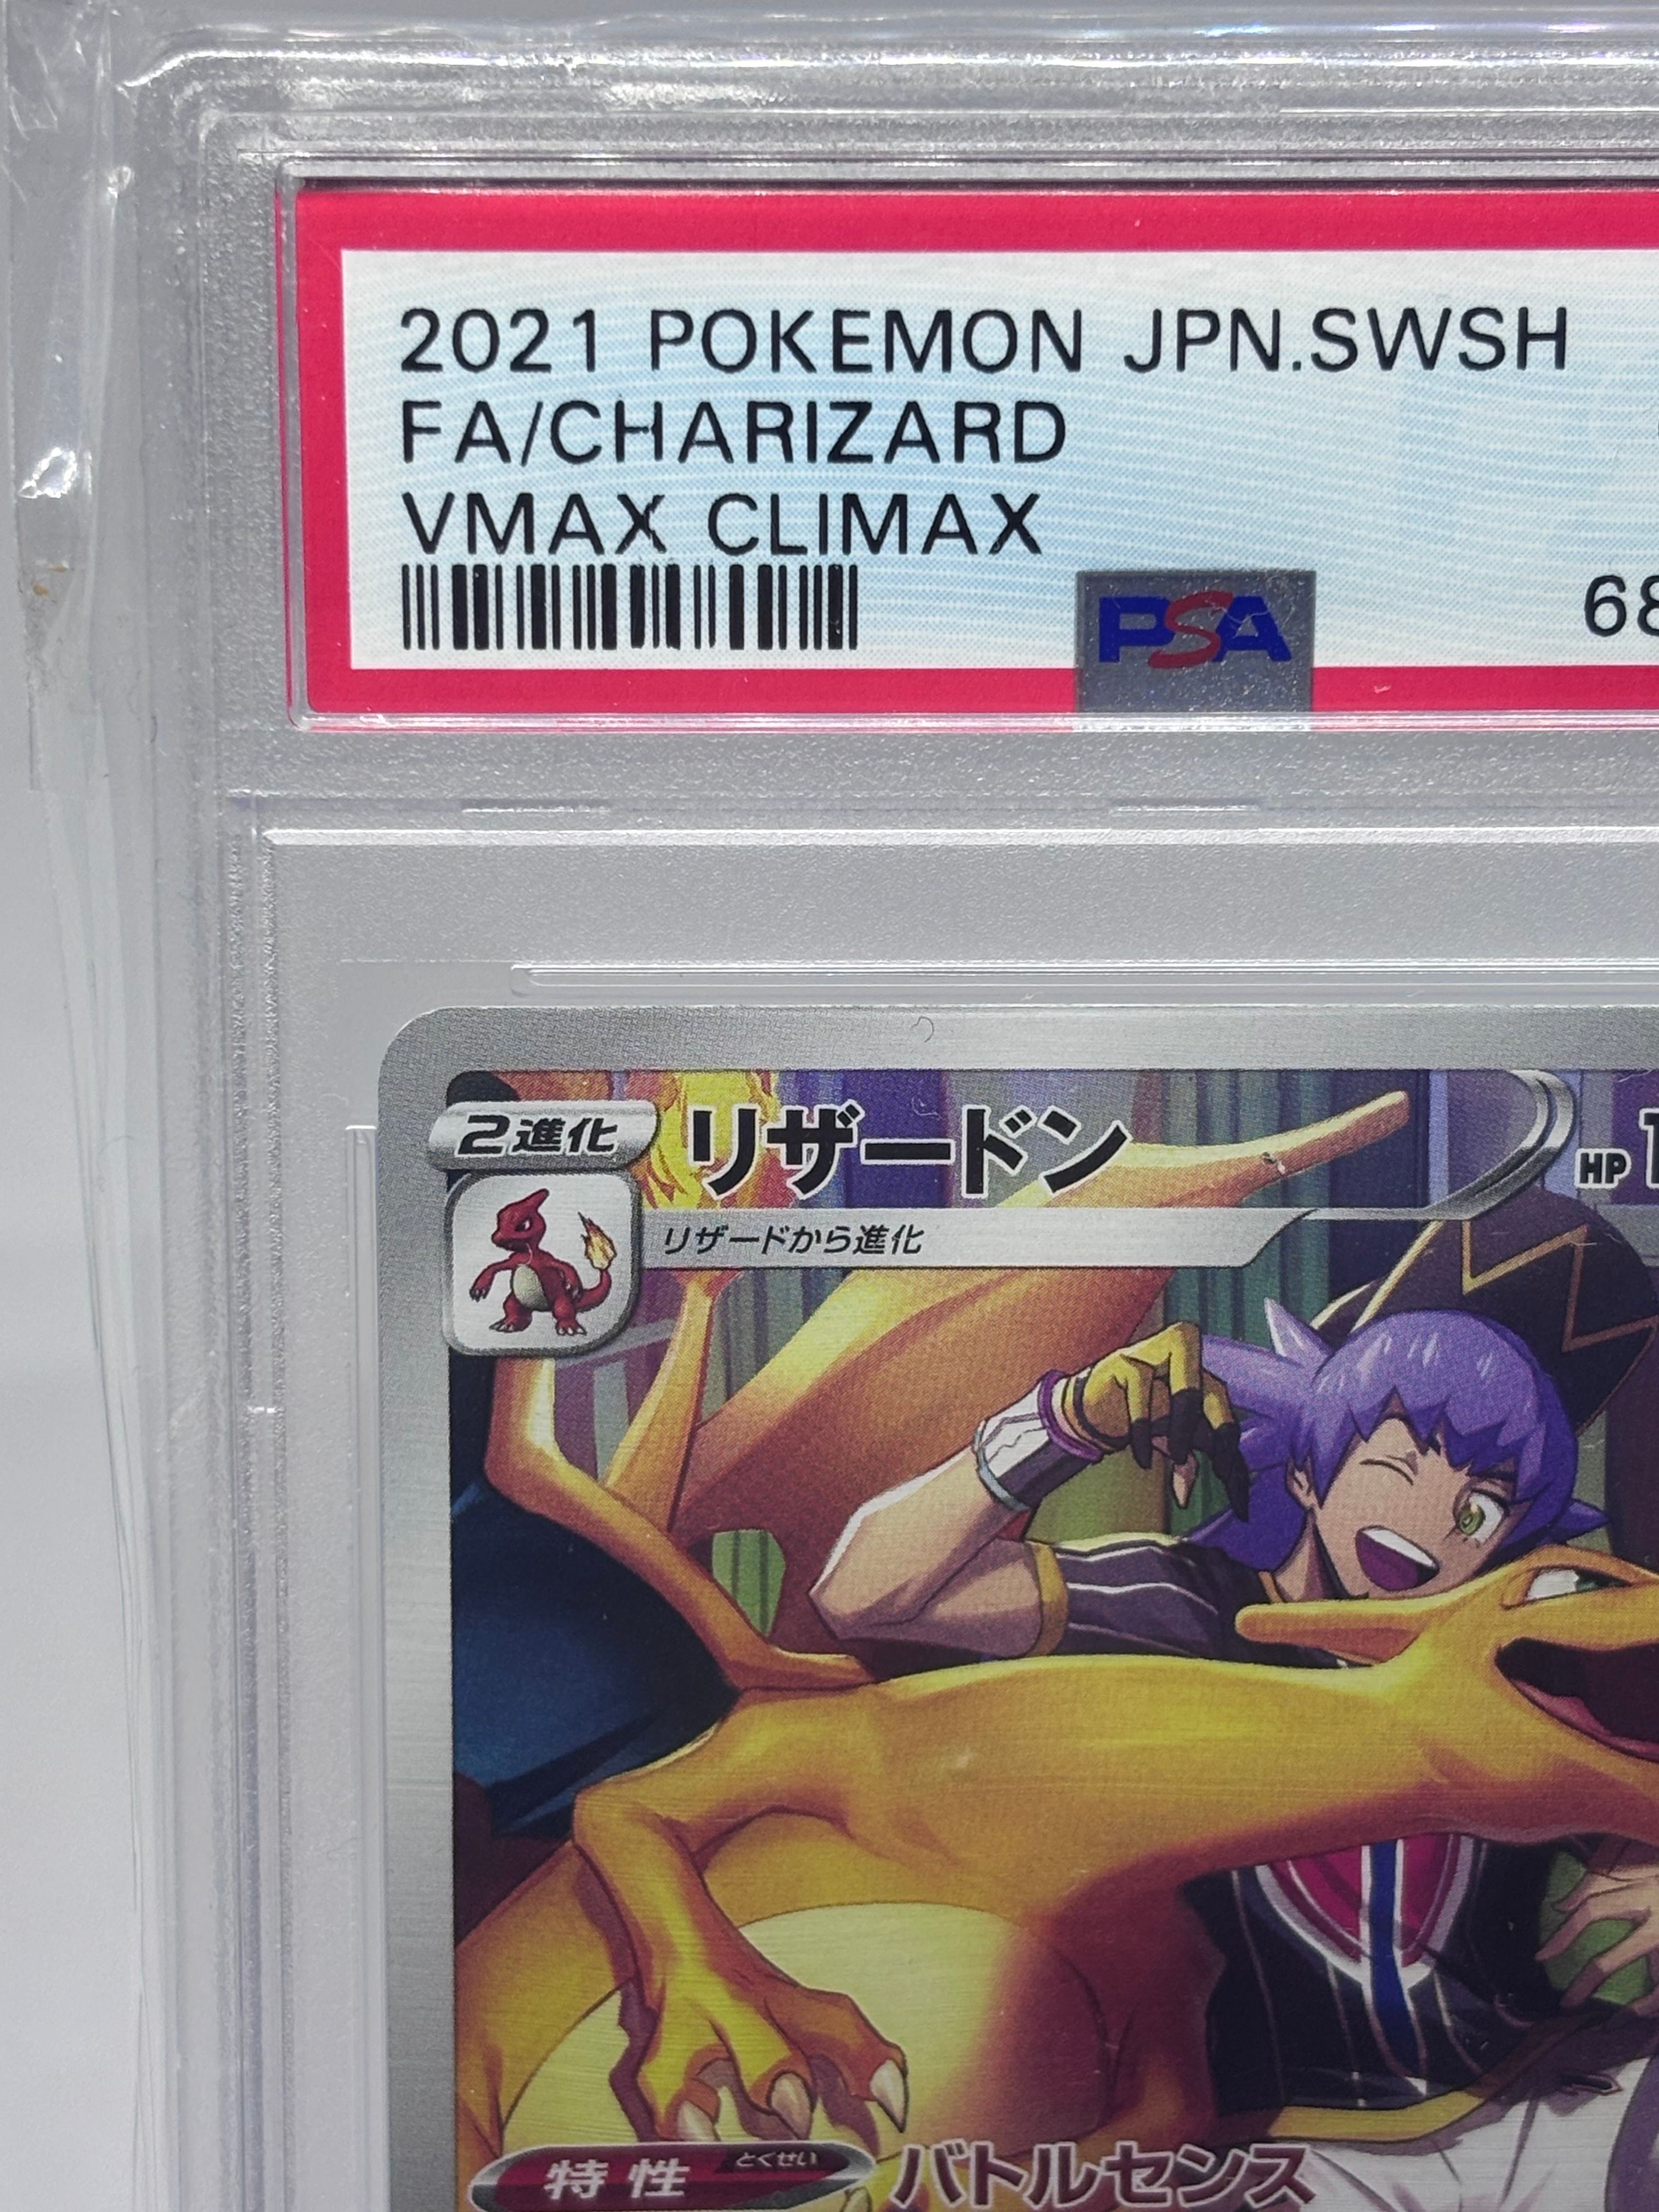 2021 POKEMON JPN.SWSH
FA/CHARIZARD
VMAX CLIMAX
PSA
68
2進化
リザードン
HP 1
リザードから進化
特性
とくせい
バトルセンス